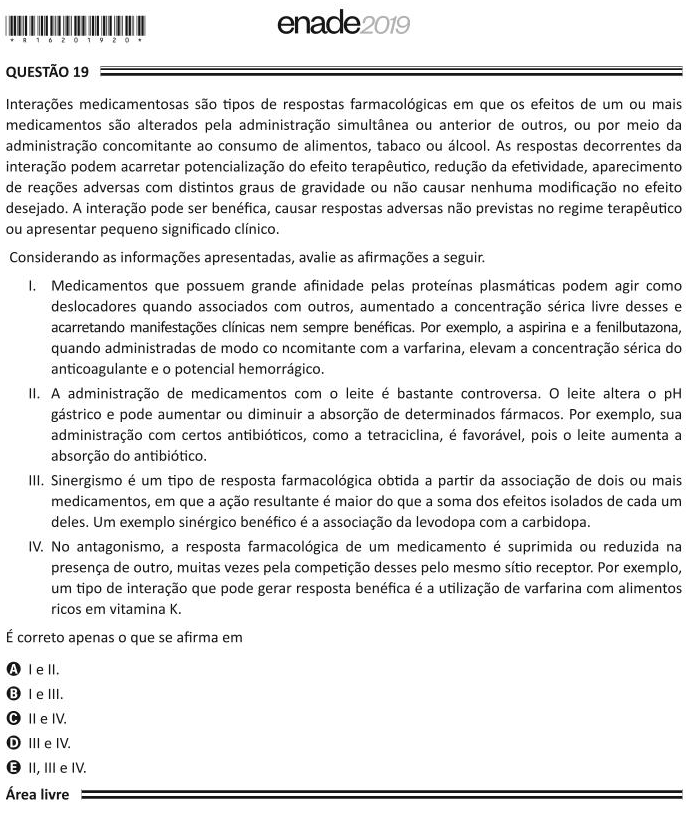 enade2019
* R 1 6 2 0 1 9 2 0 *
QUESTÃO 19
Interações medicamentosas são tipos de respostas farmacológicas em que os efeitos de um ou mais
medicamentos são alterados pela administração simultânea ou anterior de outros, ou por meio da
administração concomitante ao consumo de alimentos, tabaco ou álcool. As respostas decorrentes da
interação podem acarretar potencialização do efeito terapêutico, redução da efetividade, aparecimento
de reações adversas com distintos graus de gravidade ou não causar nenhuma modificação no efeito
desejado. A interação pode ser benéfica, causar respostas adversas não previstas no regime terapêutico
ou apresentar pequeno significado clínico.
Considerando as informações apresentadas, avalie as afirmações a seguir.
I. Medicamentos que possuem grande afinidade pelas proteínas plasmáticas podem agir como
deslocadores quando associados com outros, aumentado a concentração sérica livre desses e
acarretando manifestações clínicas nem sempre benéficas. Por exemplo, a aspirina e a fenilbutazona,
quando administradas de modo co ncomitante com a varfarina, elevam a concentração sérica do
anticoagulante e o potencial hemorrágico.
II. A administração de medicamentos com o leite é bastante controversa. O leite altera o pH
gástrico e pode aumentar ou diminuir a absorção de determinados fármacos. Por exemplo, sua
administração com certos antibióticos, como a tetraciclina, é favorável, pois o leite aumenta a
absorção do antibiótico.
III. Sinergismo é um tipo de resposta farmacológica obtida a partir da associação de dois ou mais
medicamentos, em que a ação resultante é maior do que a soma dos efeitos isolados de cada um
deles. Um exemplo sinérgico benéfico é a associação da levodopa com a carbidopa.
IV. No antagonismo, a resposta farmacológica de um medicamento é suprimida ou reduzida na
presença de outro, muitas vezes pela competição desses pelo mesmo sítio receptor. Por exemplo,
um tipo de interação que pode gerar resposta benéfica é a utilização de varfarina com alimentos
ricos em vitamina K.
É correto apenas o que se afirma em
A I e II.
B I e III.
C II e IV.
D III e IV.
E II, III e IV.
Área livre